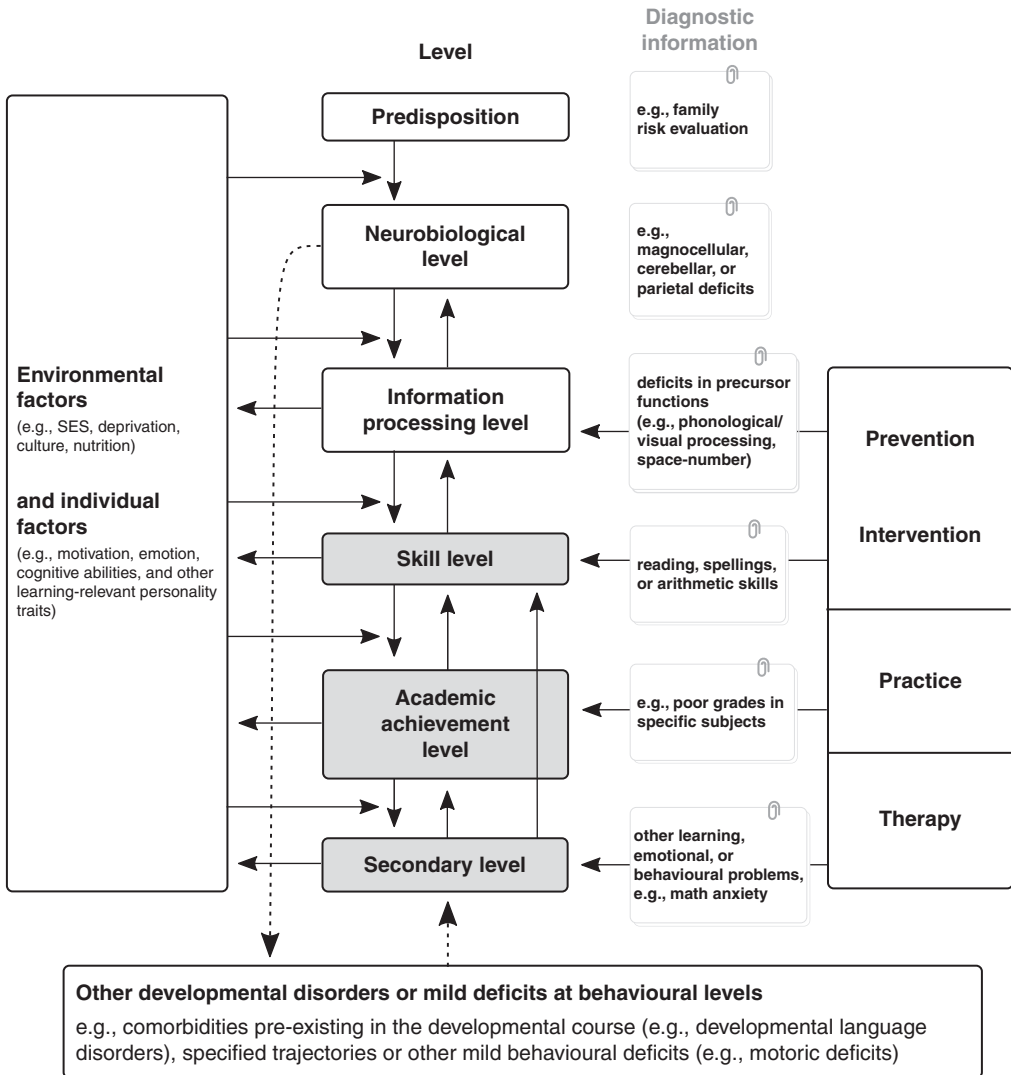 Diagnostic
information
Level
Predisposition
e.g., family
risk evaluation
Neurobiological
level
e.g.,
magnocellular,
cerebellar, or
parietal deficits
Environmental
factors
(e.g., SES, deprivation,
culture, nutrition)
and individual
factors
(e.g., motivation, emotion,
cognitive abilities, and other
learning-relevant personality
traits)
Information
processing level
deficits in precursor
functions
(e.g., phonological/
visual processing,
space-number)
Prevention
Intervention
Skill level
reading, spellings,
or arithmetic skills
Academic
achievement
level
e.g., poor grades in
specific subjects
Practice
Secondary level
other learning,
emotional, or
behavioural problems,
e.g., math anxiety
Therapy
Other developmental disorders or mild deficits at behavioural levels
e.g., comorbidities pre-existing in the developmental course (e.g., developmental language
disorders), specified trajectories or other mild behavioural deficits (e.g., motoric deficits)